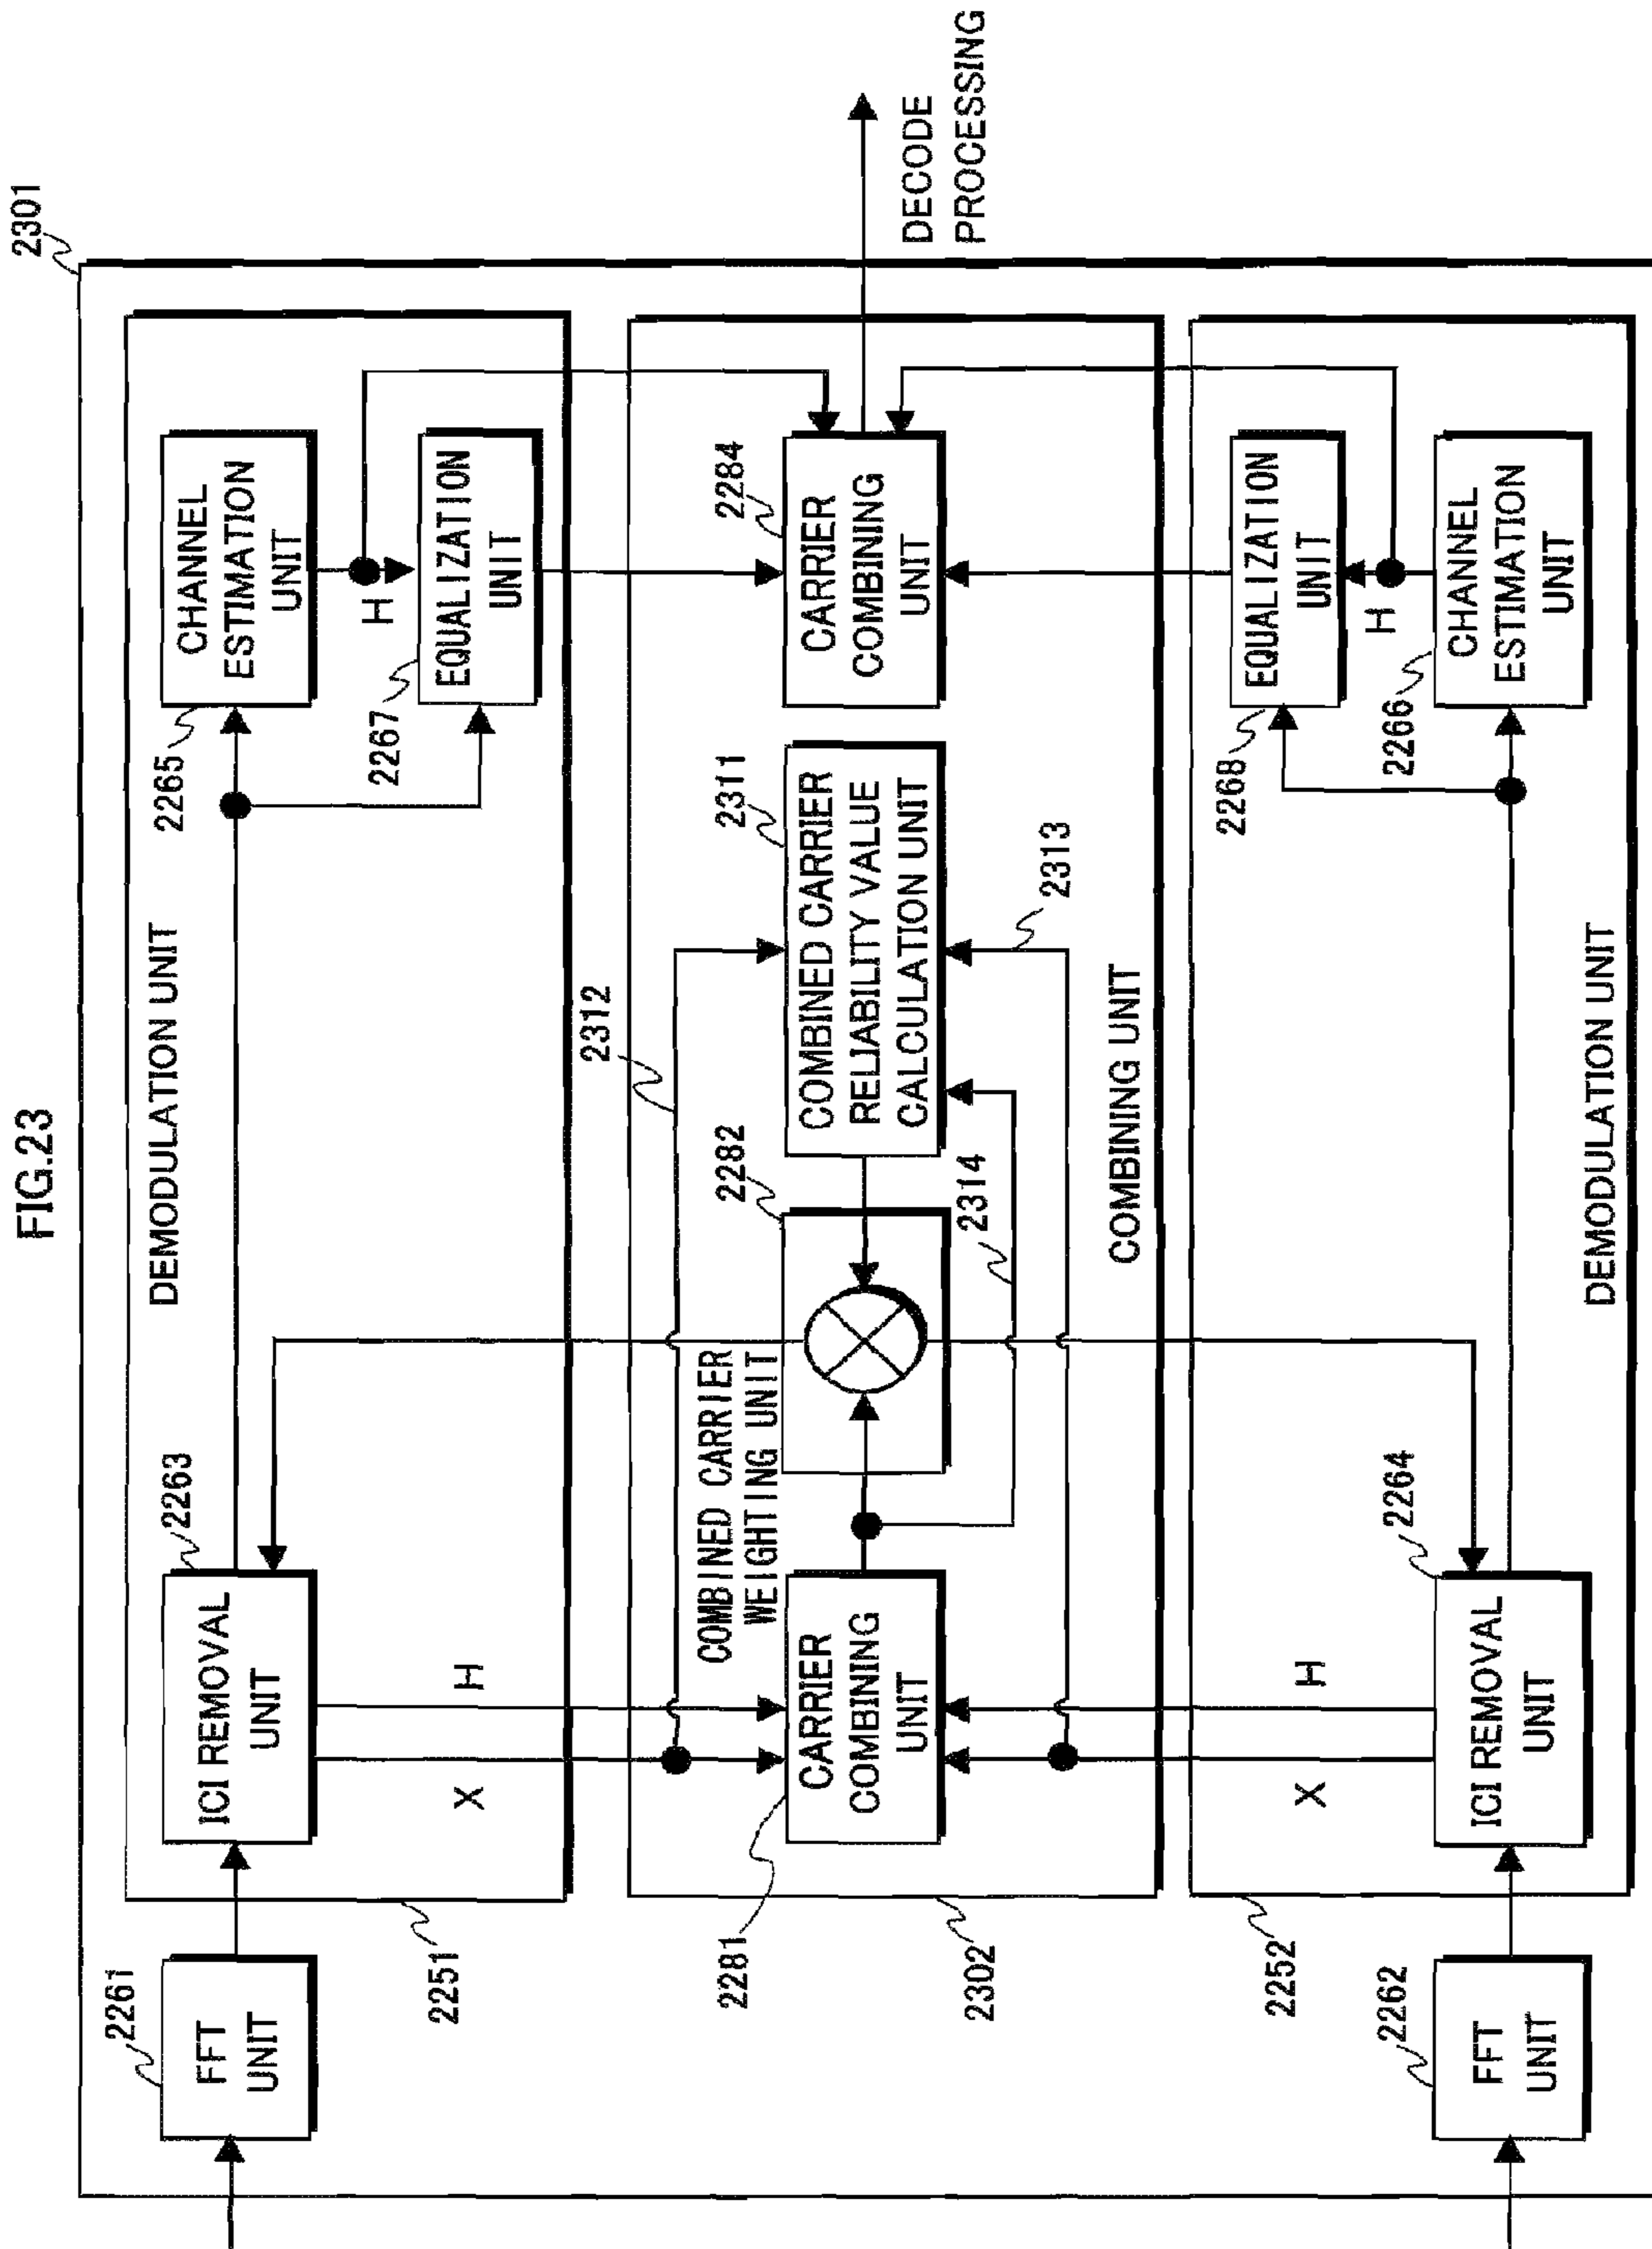 FIG.23
2301
DEMODULATION UNIT
2261
FFT
UNIT
2251
2263
ICI REMOVAL
UNIT
X
H
2265
CHANNEL
ESTIMATION
UNIT
H
2267
EQUALIZATION
UNIT
2312
COMBINED CARRIER
WEIGHTING UNIT
2281
CARRIER
COMBINING
UNIT
2302
2282
2314
2311
COMBINED CARRIER
RELIABILITY VALUE
CALCULATION UNIT
2313
COMBINING UNIT
2284
CARRIER
COMBINING
UNIT
DECODE
PROCESSING
2252
X
H
2262
FFT
UNIT
2264
ICI REMOVAL
UNIT
2268
EQUALIZATION
UNIT
H
2266
CHANNEL
ESTIMATION
UNIT
DEMODULATION UNIT